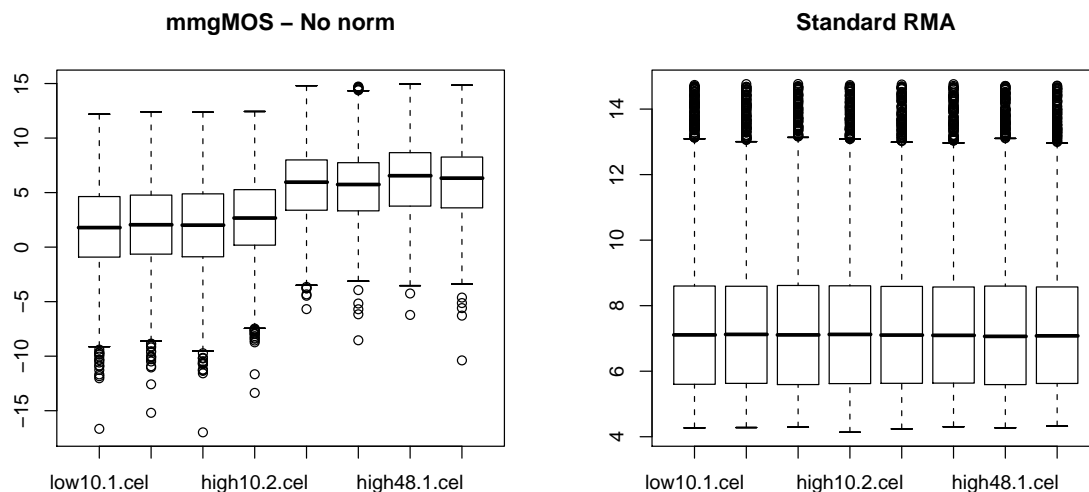 mmgMOS – No norm
15
10
5
0
−5
−10
−15
low10.1.cel
high10.2.cel
high48.1.cel
Standard RMA
14
12
10
8
6
4
low10.1.cel
high10.2.cel
high48.1.cel